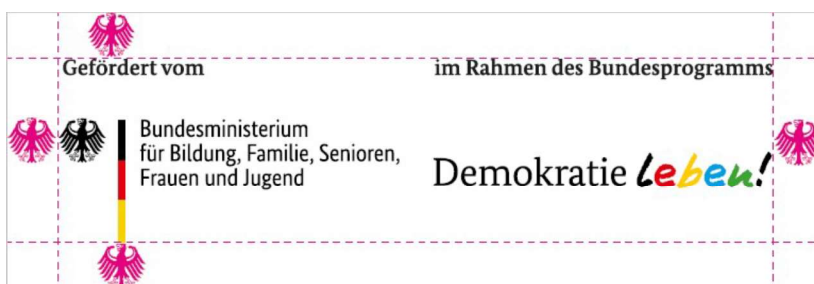 Gefördert vom
im Rahmen des Bundesprogramms
Bundesministerium
für Bildung, Familie, Senioren,
Frauen und Jugend
Demokratie Leben!